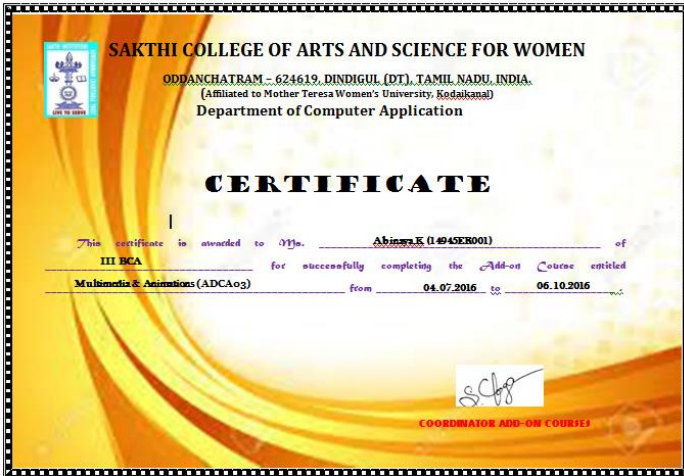 SAKTHI COLLEGE OF ARTS AND SCIENCE FOR WOMEN
ODDANCHATRAM – 624619, DINDIGUL (DT), TAMIL NADU, INDIA.
(Affiliated to Mother Teresa Women's University, Kodaikanal)
Department of Computer Application
LIVE TO SERVE
CERTIFICATE
This certificate is awarded to Ms. Abinaya K (14945ER001) of
III BCA for successfully completing the Add-on Course entitled
Multimedia & Animations (ADCA03) from 04.07.2016 to 06.10.2016 .
COORDINATOR ADD-ON COURSES